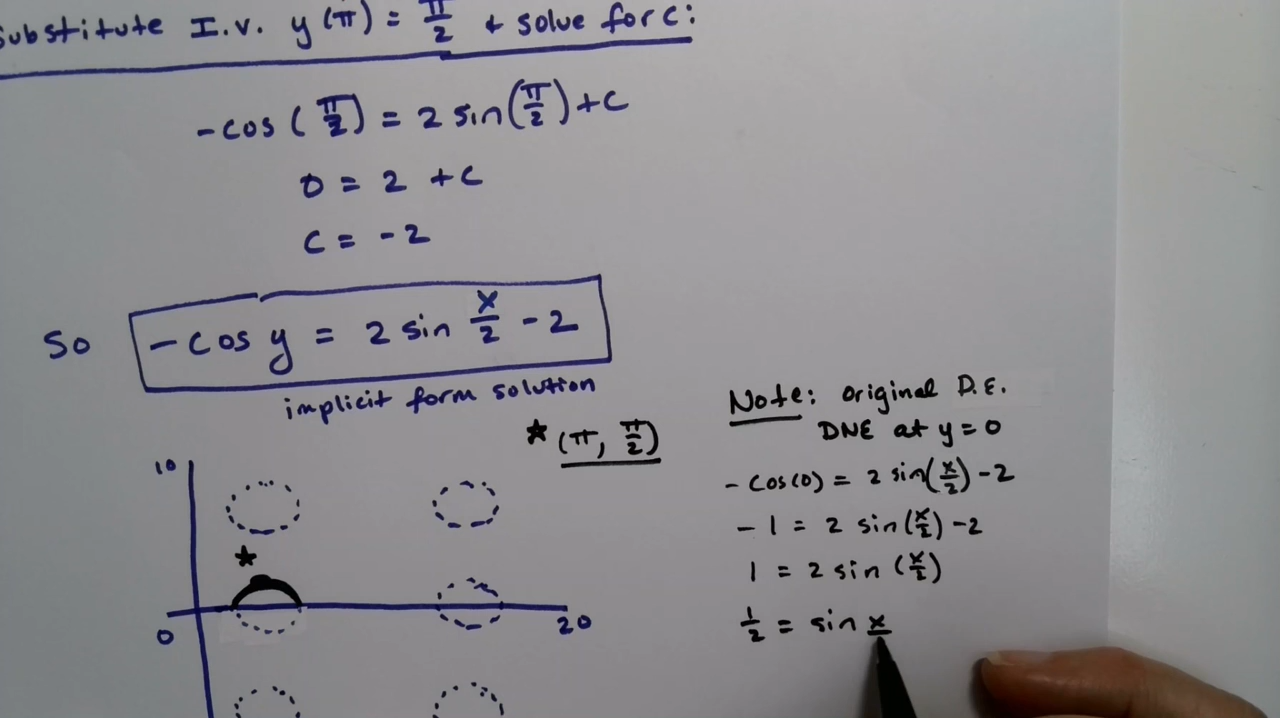 substitute I.V. y(π) = π/2 + solve for c:
-cos(π/2) = 2 sin(π/2) + c
0 = 2 + c
c = -2
So -cos y = 2 sin x/2 - 2
implicit form solution
★ (π, π/2)
10
★
0
20
Note: original D.E.
DNE at y=0
-cos(0) = 2 sin(x/2) - 2
-1 = 2 sin(x/2) - 2
1 = 2 sin(x/2)
1/2 = sin x